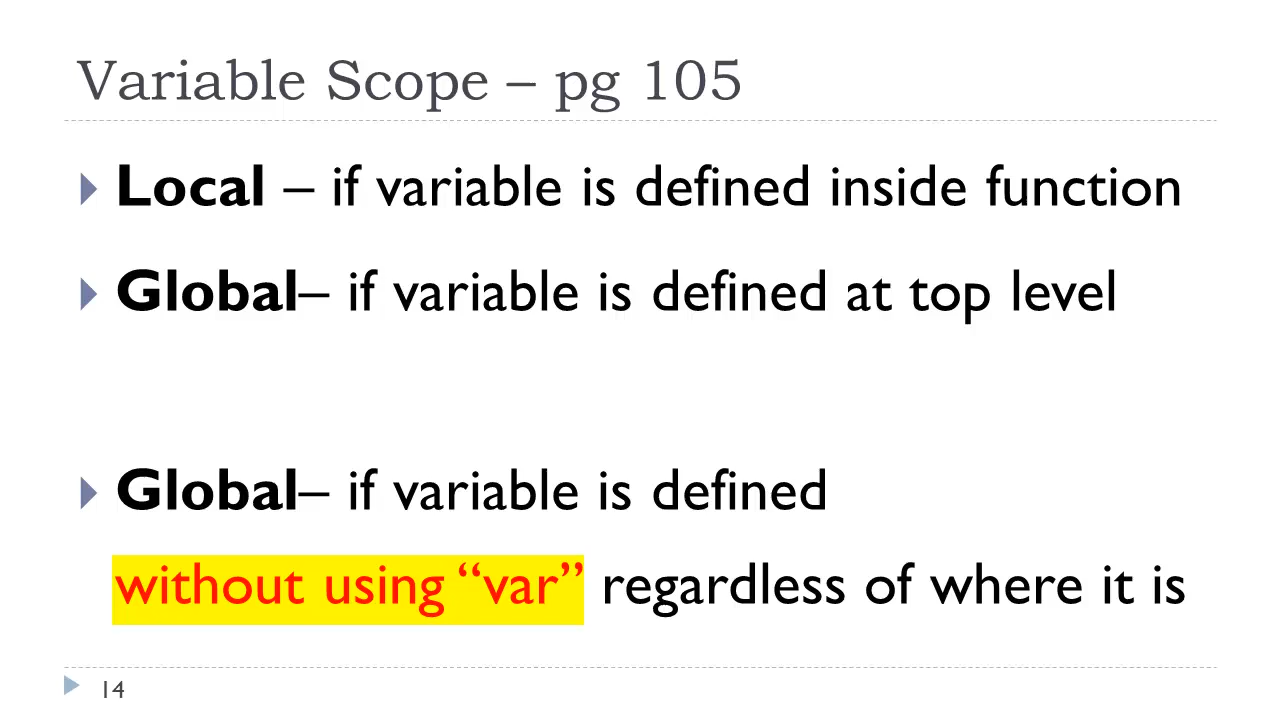 Variable Scope – pg 105
Local – if variable is defined inside function
Global– if variable is defined at top level
Global– if variable is defined
without using “var” regardless of where it is
14